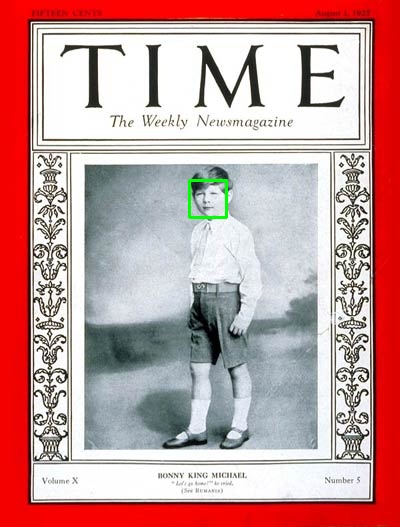 FIFTEEN CENTS
August 1, 1927
TIME
The Weekly Newsmagazine
Volume X
BONNY KING MICHAEL
"Let's go home!" he cried.
(See RUMANIA)
Number 5